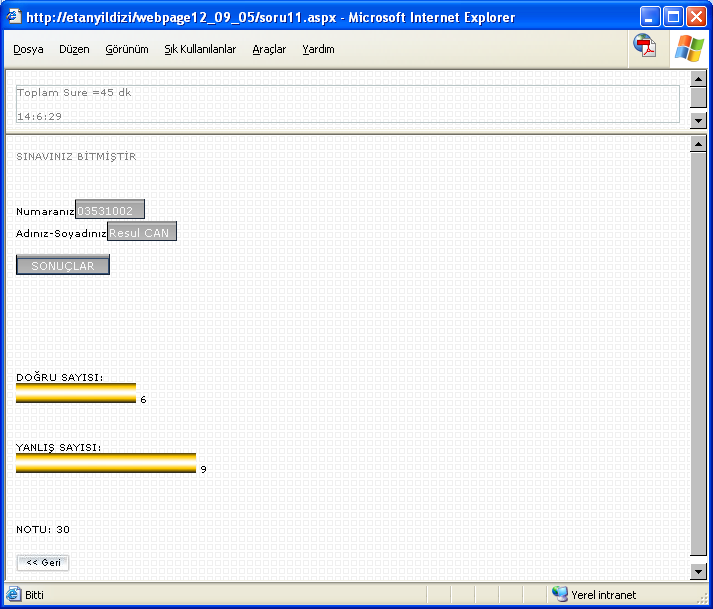 http://etanyildizi/webpage12_09_05/soru11.aspx - Microsoft Internet Explorer
Dosya Düzen Görünüm Sık Kullanılanlar Araçlar Yardım
Toplam Sure =45 dk
14:6:29
SINAVINIZ BİTMİŞTİR
Numaranız 03531002
Adınız-Soyadınız Resul CAN
SONUÇLAR
DOĞRU SAYISI:
6
YANLIŞ SAYISI:
9
NOTU: 30
<< Geri
Bitti Yerel intranet